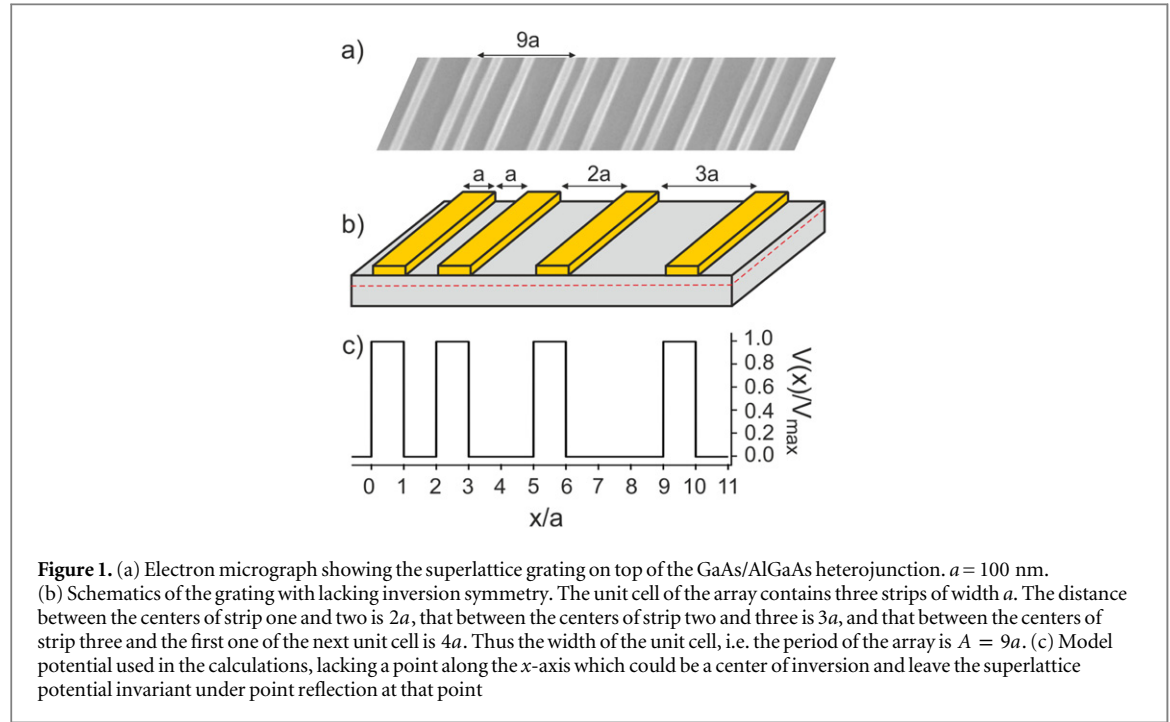 a)
9a
b)
a a 2a 3a
c)
1.0
0.8
0.6
0.4
0.2
0.0
V(x)/Vmax
0 1 2 3 4 5 6 7 8 9 10 11
x/a
Figure 1. (a) Electron micrograph showing the superlattice grating on top of the GaAs/AlGaAs heterojunction. a = 100 nm.
(b) Schematics of the grating with lacking inversion symmetry. The unit cell of the array contains three strips of width a. The distance
between the centers of strip one and two is 2a, that between the centers of strip two and three is 3a, and that between the centers of
strip three and the first one of the next unit cell is 4a. Thus the width of the unit cell, i.e. the period of the array is A = 9a. (c) Model
potential used in the calculations, lacking a point along the x-axis which could be a center of inversion and leave the superlattice
potential invariant under point reflection at that point